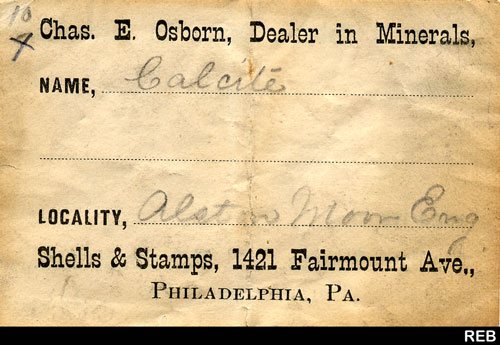 10
X
Chas. E. Osborn, Dealer in Minerals,
NAME, Calcite
LOCALITY, Alston Moor Eng
Shells & Stamps, 1421 Fairmount Ave.,
PHILADELPHIA, PA.
REB